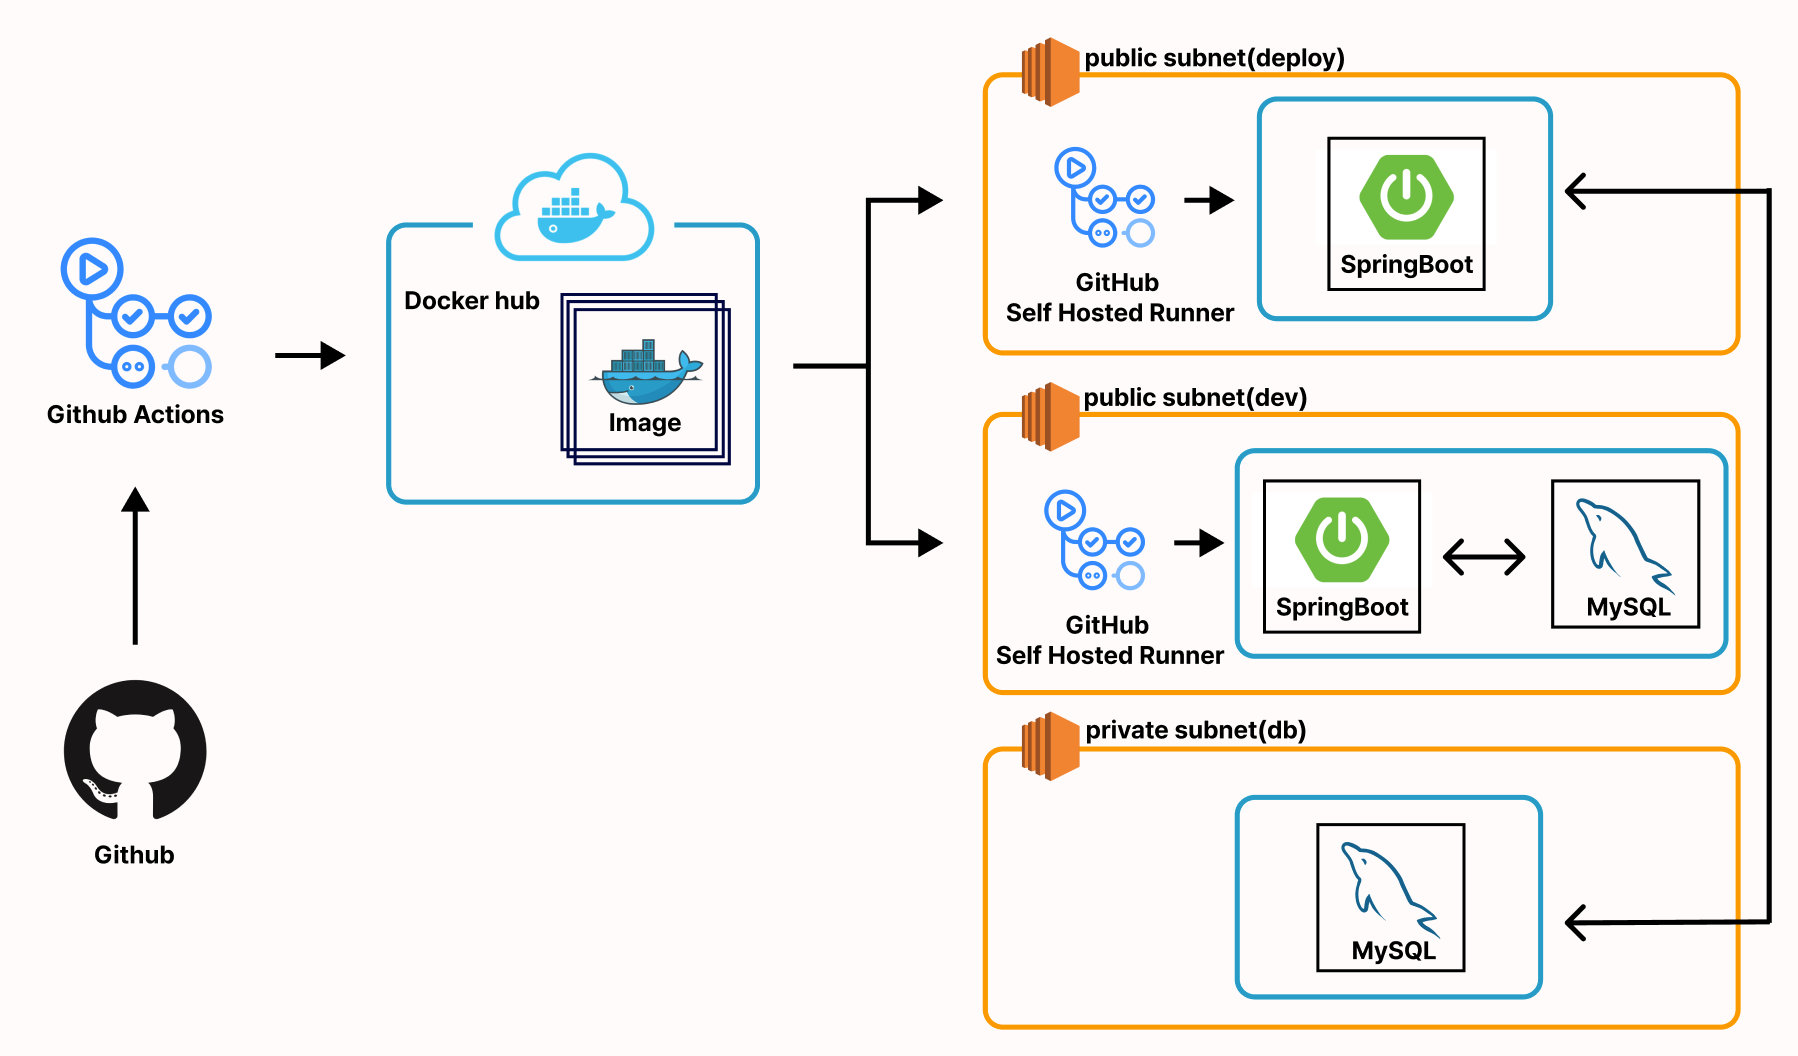 Github Actions
Github
Docker hub
Image
public subnet(deploy)
GitHub
Self Hosted Runner
SpringBoot
public subnet(dev)
GitHub
Self Hosted Runner
SpringBoot
MySQL
private subnet(db)
MySQL